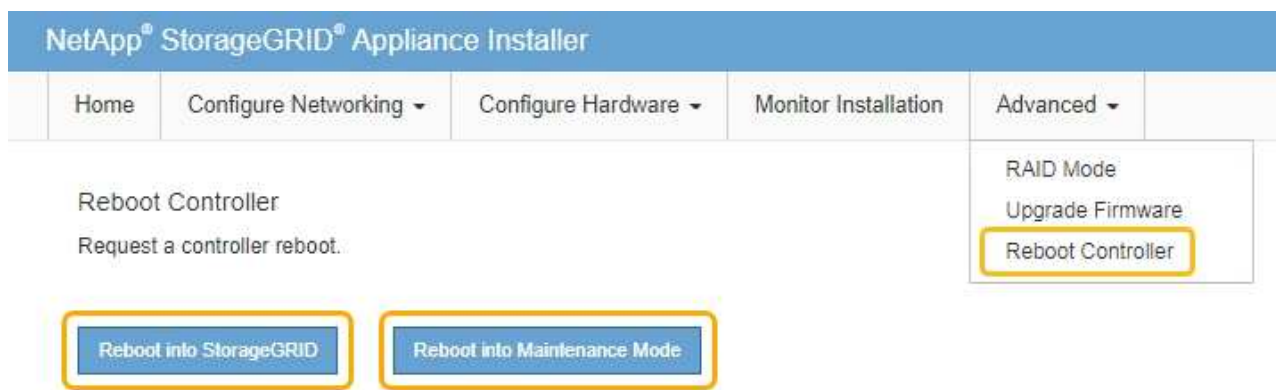 NetApp® StorageGRID® Appliance Installer
Home Configure Networking Configure Hardware Monitor Installation Advanced
RAID Mode
Upgrade Firmware
Reboot Controller
Reboot Controller
Request a controller reboot.
Reboot into StorageGRID Reboot into Maintenance Mode